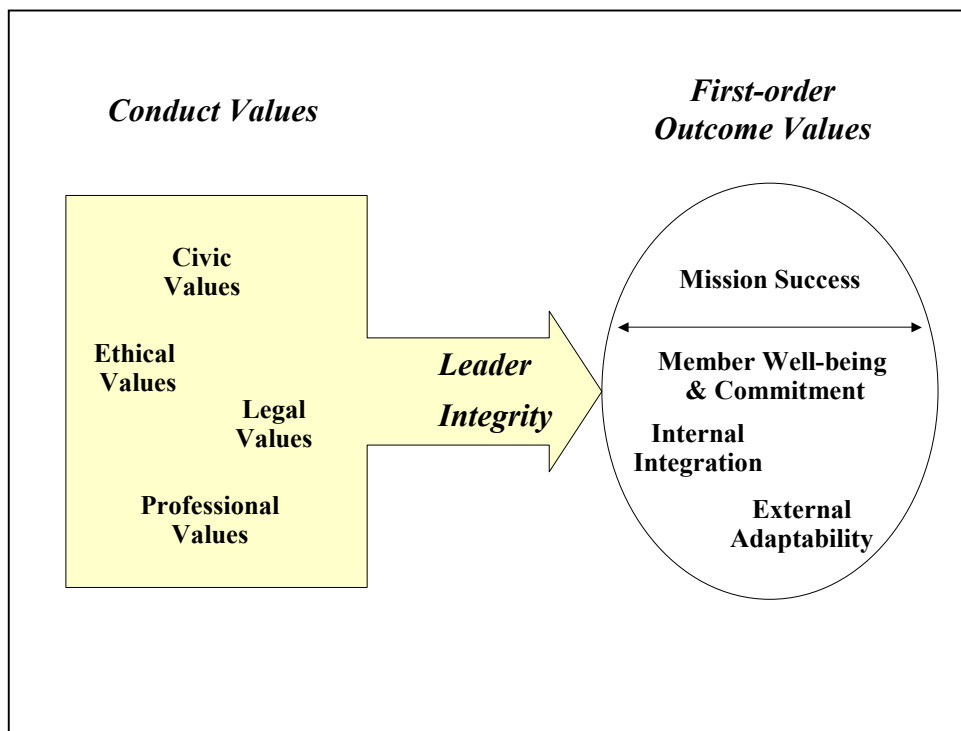 Conduct Values
First-order
Outcome Values
Civic
Values
Ethical
Values
Legal
Values
Professional
Values
Leader
Integrity
Mission Success
Member Well-being
& Commitment
Internal
Integration
External
Adaptability